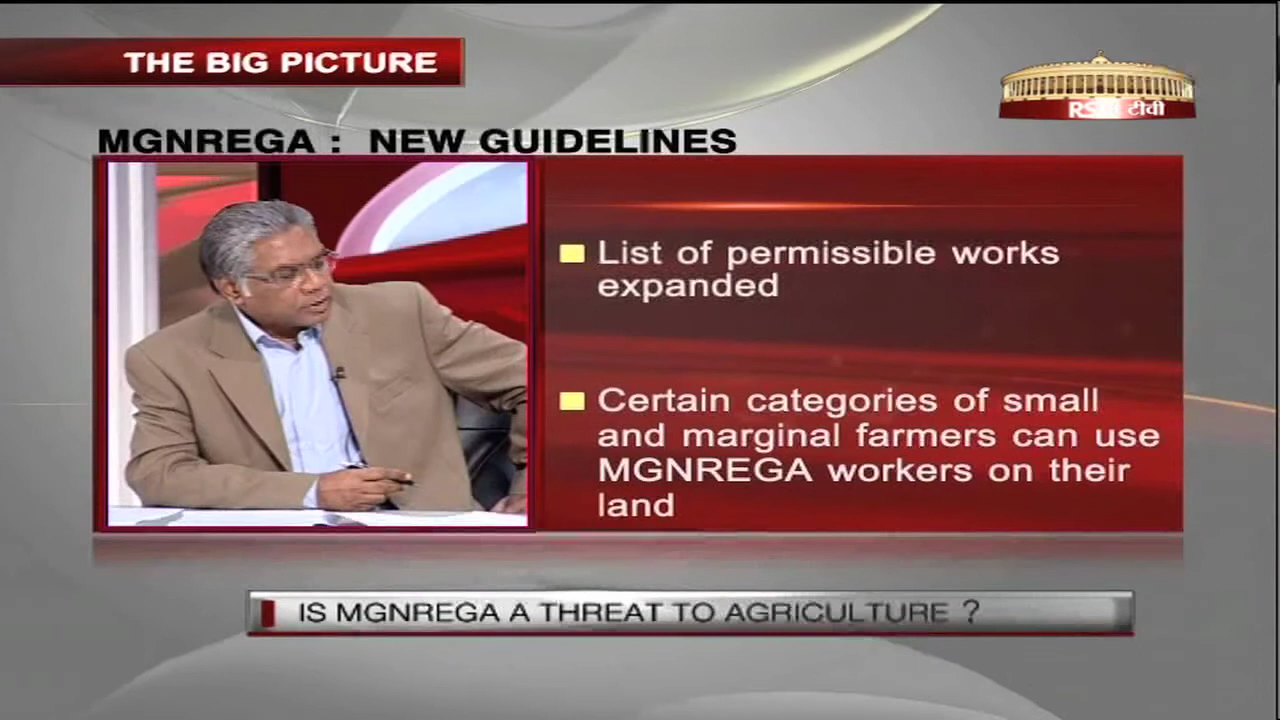 THE BIG PICTURE
RS टीवी
MGNREGA : NEW GUIDELINES
List of permissible works
expanded
Certain categories of small
and marginal farmers can use
MGNREGA workers on their
land
IS MGNREGA A THREAT TO AGRICULTURE ?